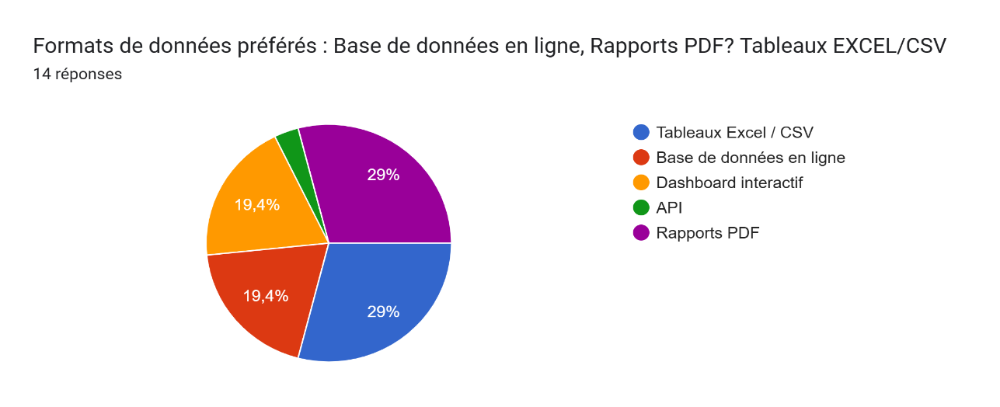 Formats de données préférés : Base de données en ligne, Rapports PDF? Tableaux EXCEL/CSV
14 réponses
29%
19,4%
19,4%
29%
Tableaux Excel / CSV
Base de données en ligne
Dashboard interactif
API
Rapports PDF